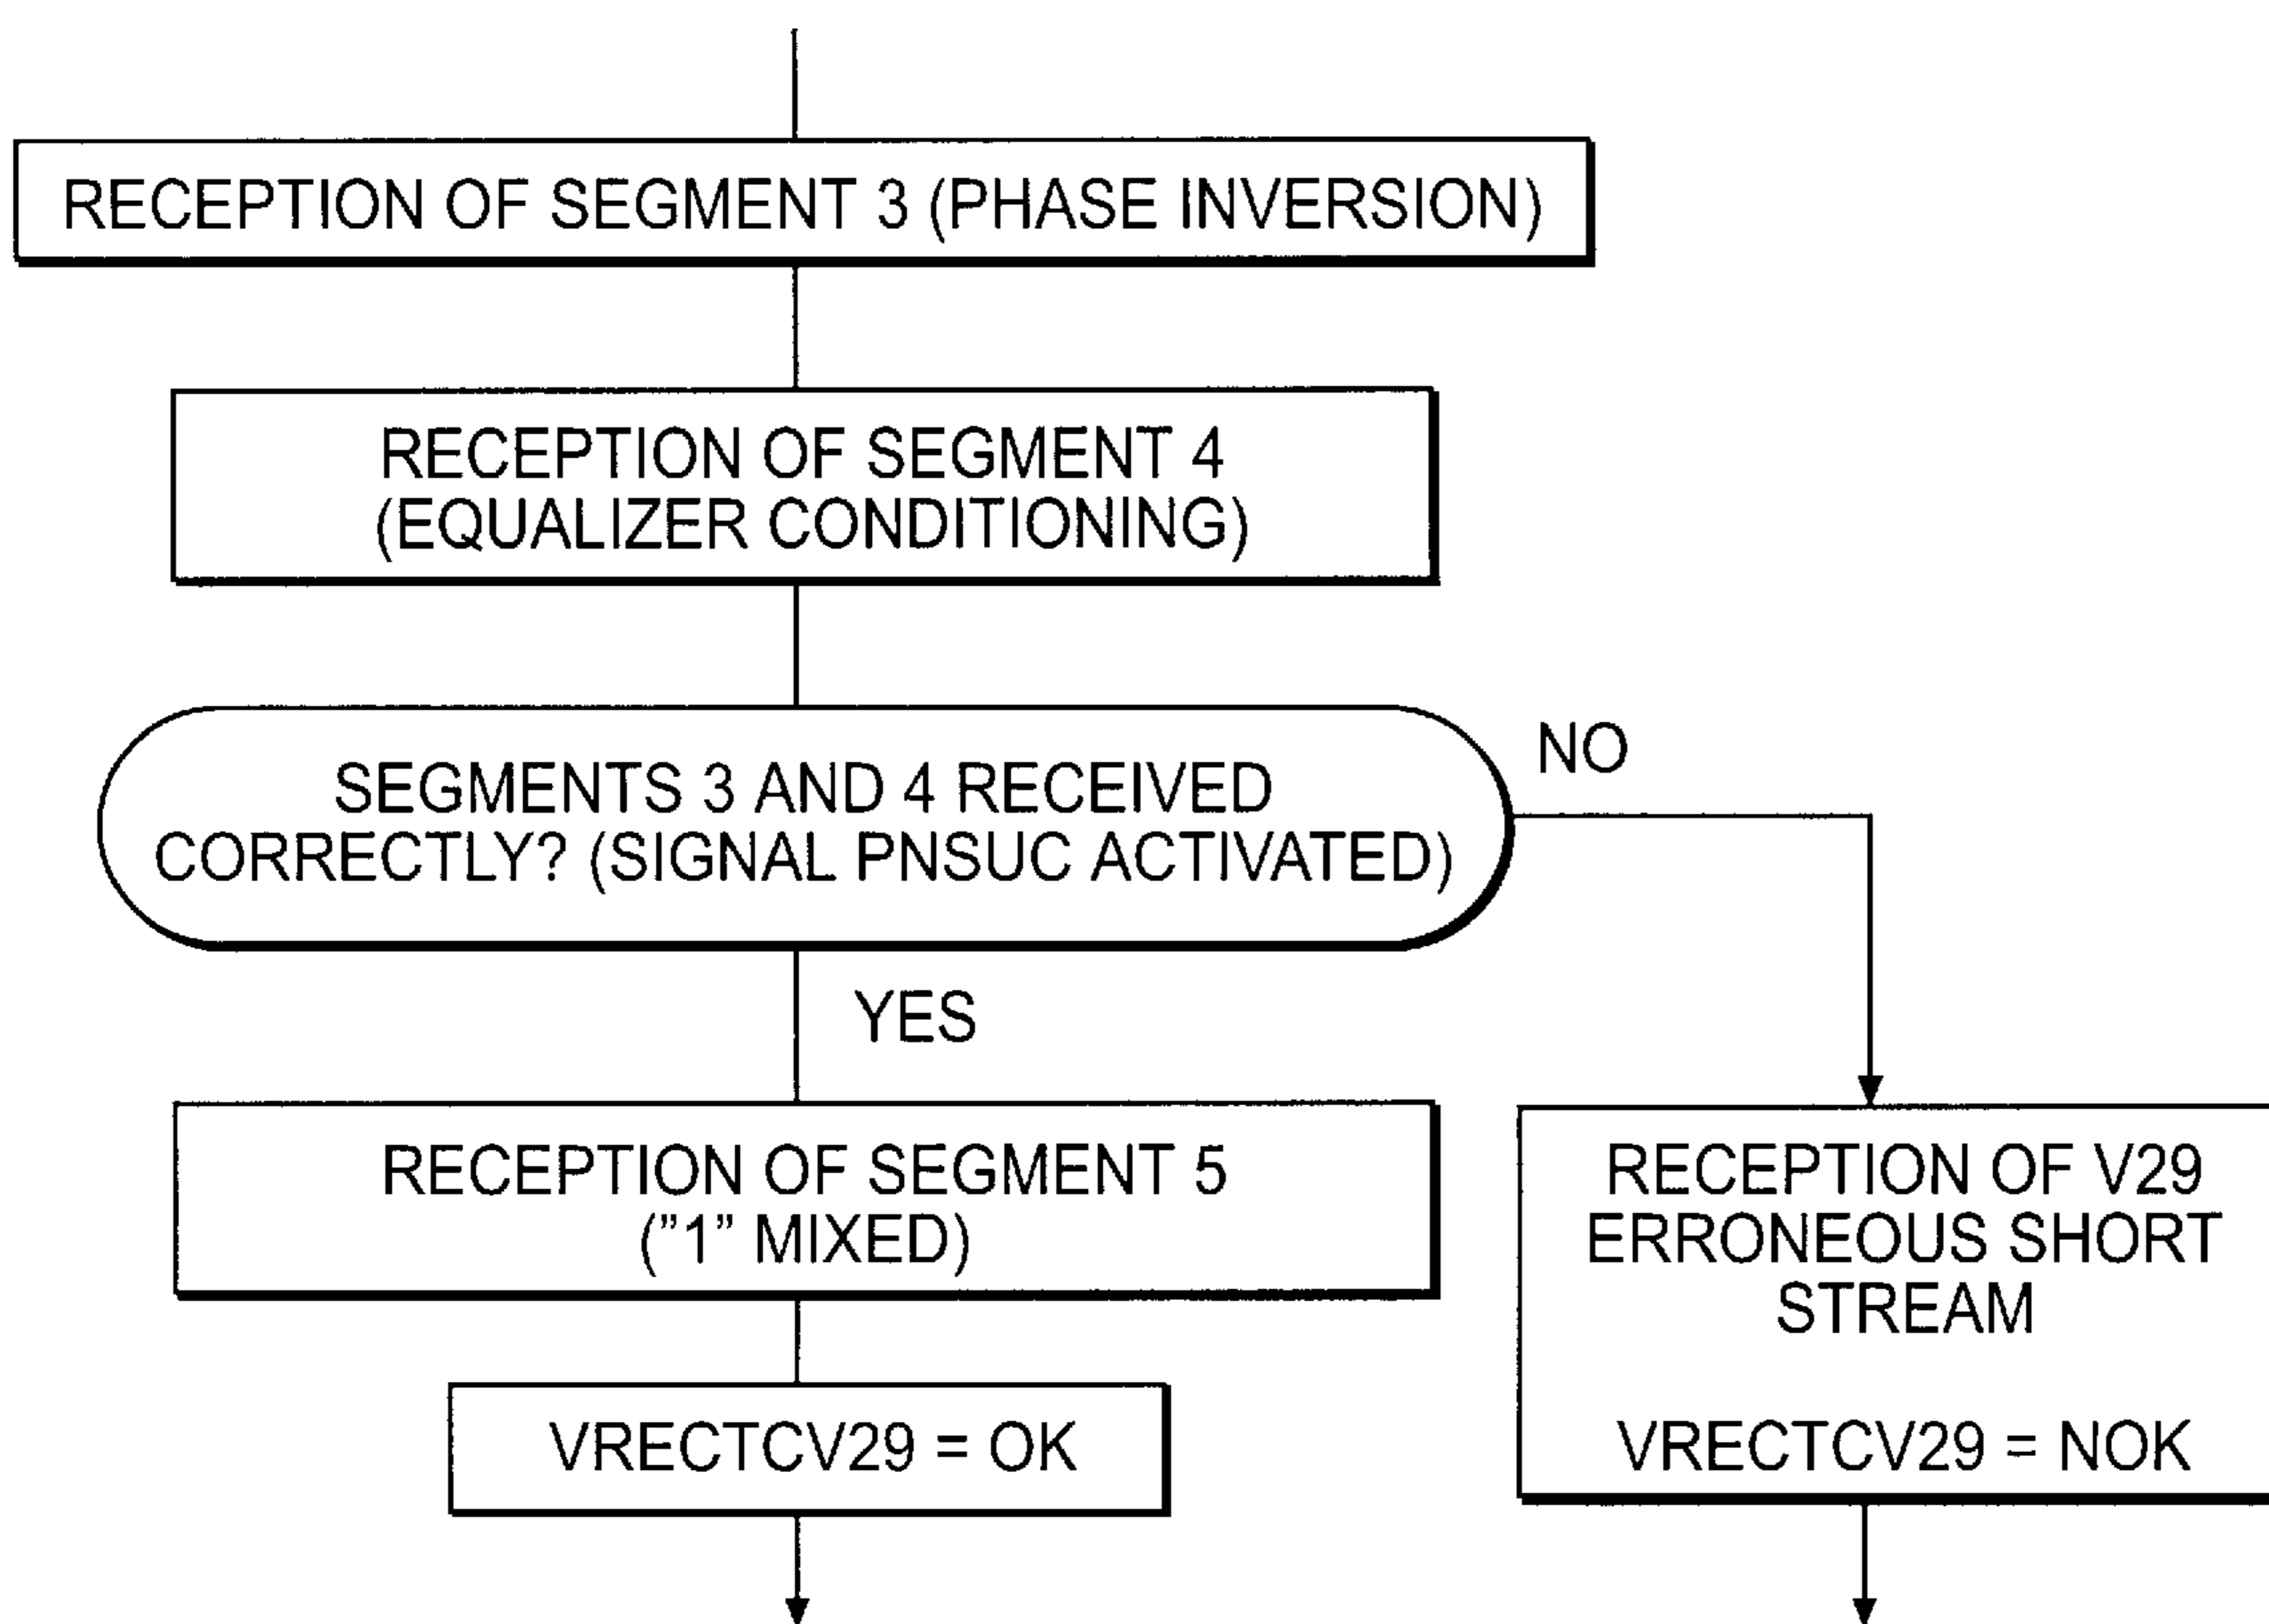 RECEPTION OF SEGMENT 3 (PHASE INVERSION)
RECEPTION OF SEGMENT 4
(EQUALIZER CONDITIONING)
SEGMENTS 3 AND 4 RECEIVED
CORRECTLY? (SIGNAL PNSUC ACTIVATED)
NO
YES
RECEPTION OF SEGMENT 5
(”1” MIXED)
VRECTCV29 = OK
RECEPTION OF V29
ERRONEOUS SHORT
STREAM
VRECTCV29 = NOK